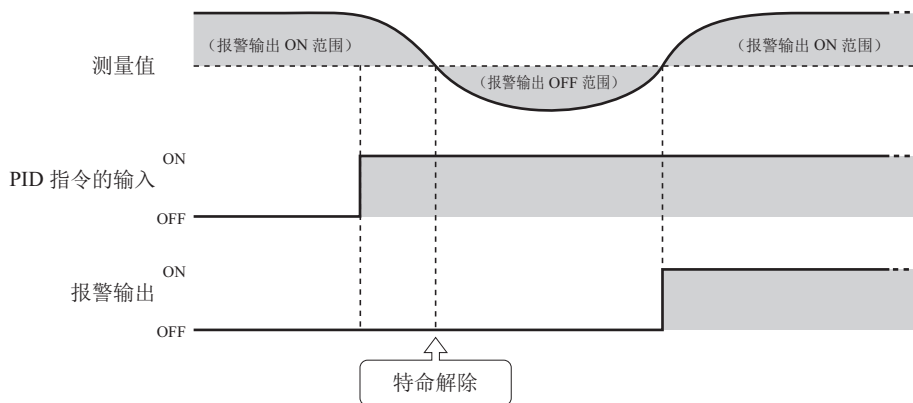 （报警输出 ON 范围）
（报警输出 ON 范围）
测量值
（报警输出 OFF 范围）
ON
PID 指令的输入
OFF
ON
报警输出
OFF
特命解除